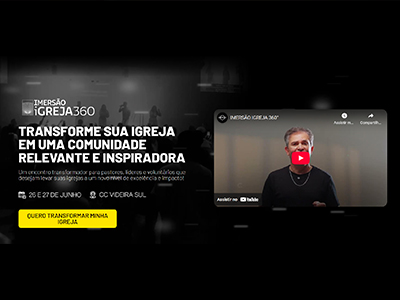 IMERSÃO
iGREJA360
TRANSFORME SUA IGREJA
EM UMA COMUNIDADE
RELEVANTE E INSPIRADORA
Um encontro transformador para pastores, líderes e voluntários que
desejam levar suas igrejas a um novo nível de excelência e impacto!
26 E 27 DE JUNHO
CC VIDEIRA SUL
QUERO TRANSFORMAR MINHA
IGREJA
IMERSÃO IGREJA 360°
Assistir m...
Compartilhar...
Assistir no YouTube